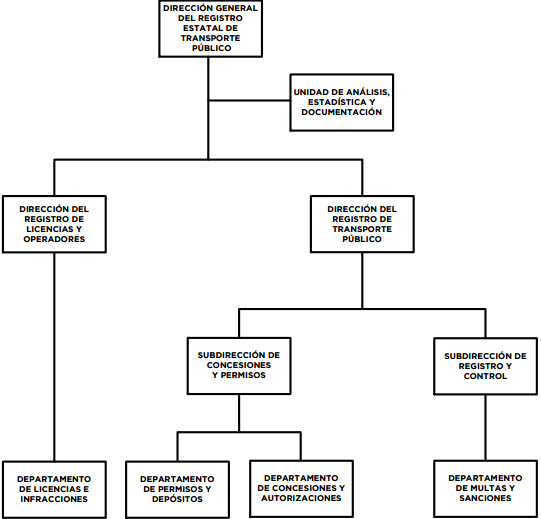 DIRECCIÓN GENERAL
DEL REGISTRO
ESTATAL DE
TRANSPORTE
PÚBLICO
UNIDAD DE ANÁLISIS,
ESTADÍSTICA Y
DOCUMENTACIÓN
DIRECCIÓN DEL
REGISTRO DE
LICENCIAS Y
OPERADORES
DIRECCIÓN DEL
REGISTRO DE
TRANSPORTE
PÚBLICO
SUBDIRECCIÓN DE
CONCESIONES
Y PERMISOS
SUBDIRECCIÓN DE
REGISTRO Y
CONTROL
DEPARTAMENTO
DE LICENCIAS E
INFRACCIONES
DEPARTAMENTO
DE PERMISOS Y
DEPÓSITOS
DEPARTAMENTO
DE CONCESIONES Y
AUTORIZACIONES
DEPARTAMENTO
DE MULTAS Y
SANCIONES